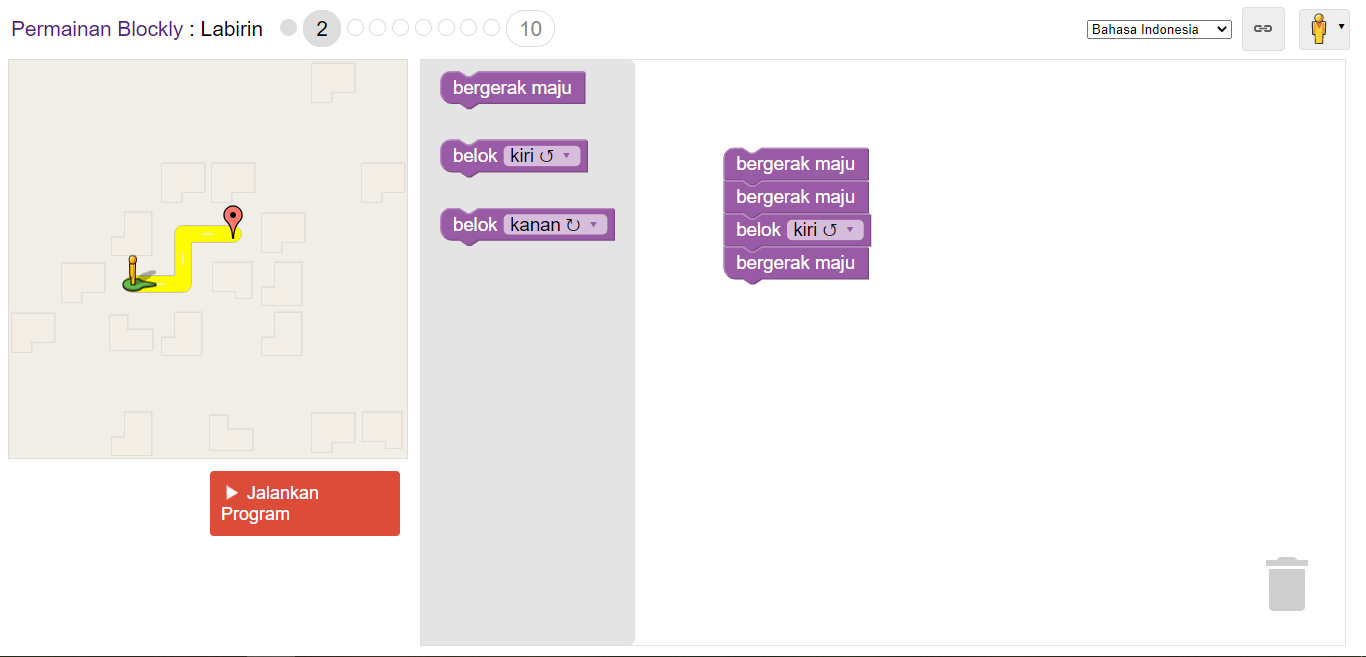 Permainan Blockly : Labirin 2 10
Bahasa Indonesia
bergerak maju
belok kiri ↺ ▾
belok kanan ↻ ▾
bergerak maju
bergerak maju
belok kiri ↺ ▾
bergerak maju
Jalankan
Program